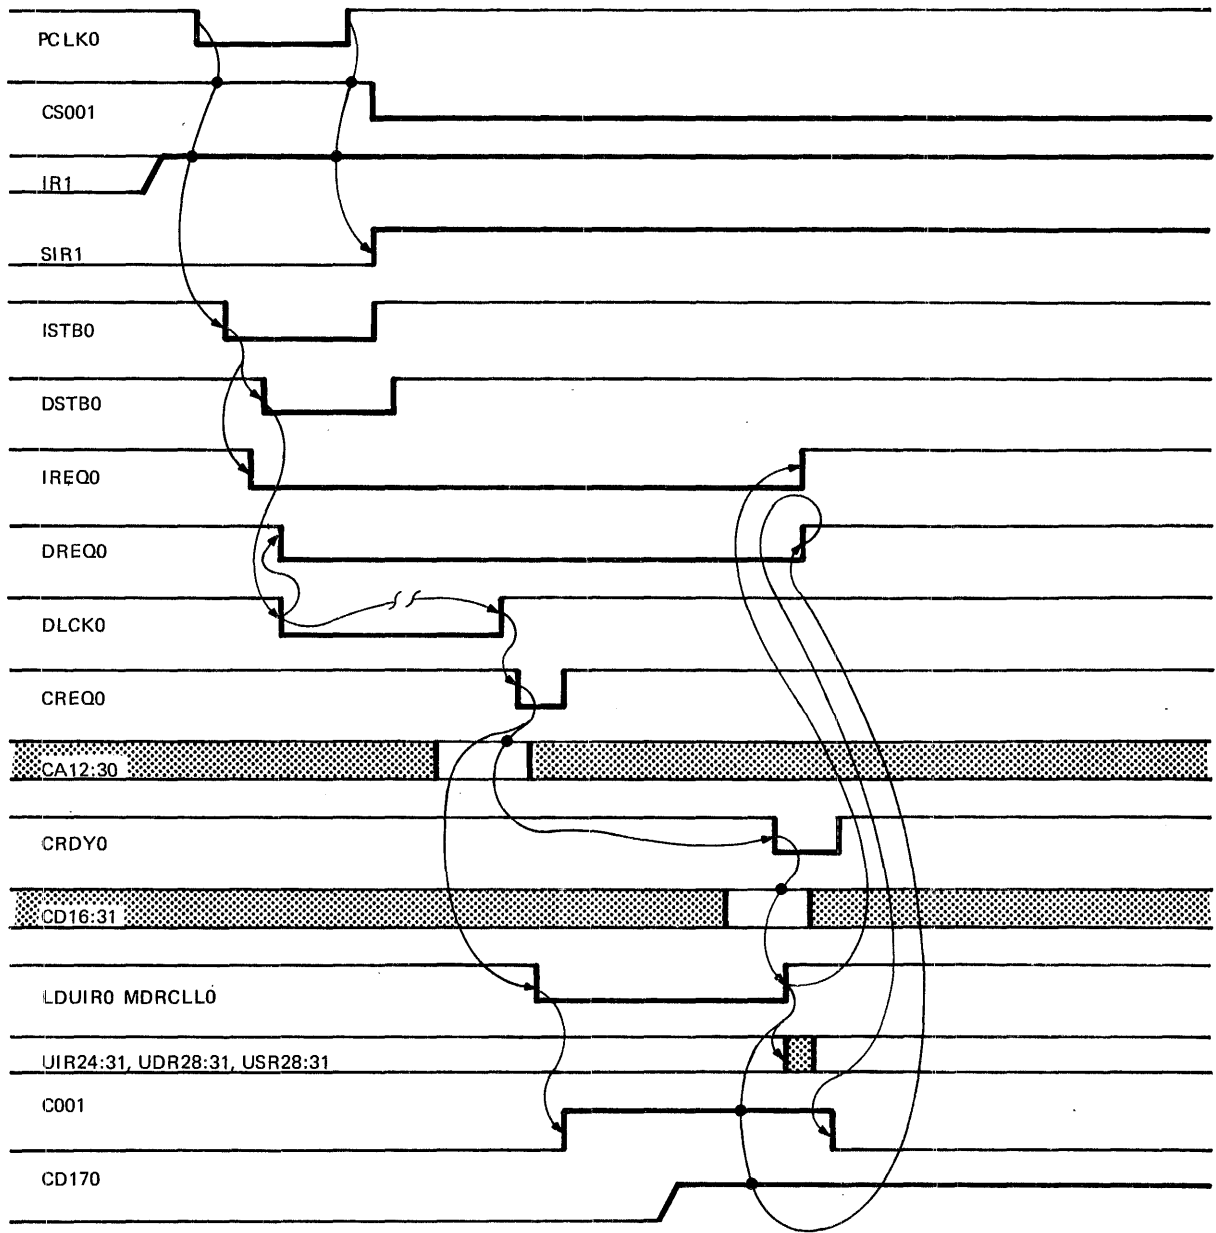 PCLK0
CS001
IR1
SIR1
ISTB0
DSTB0
IREQ0
DREQ0
DLCK0
CREQ0
CA12:30
CRDY0
CD16:31
LDUIR0 MDRCLL0
UIR24:31, UDR28:31, USR28:31
C001
CD170